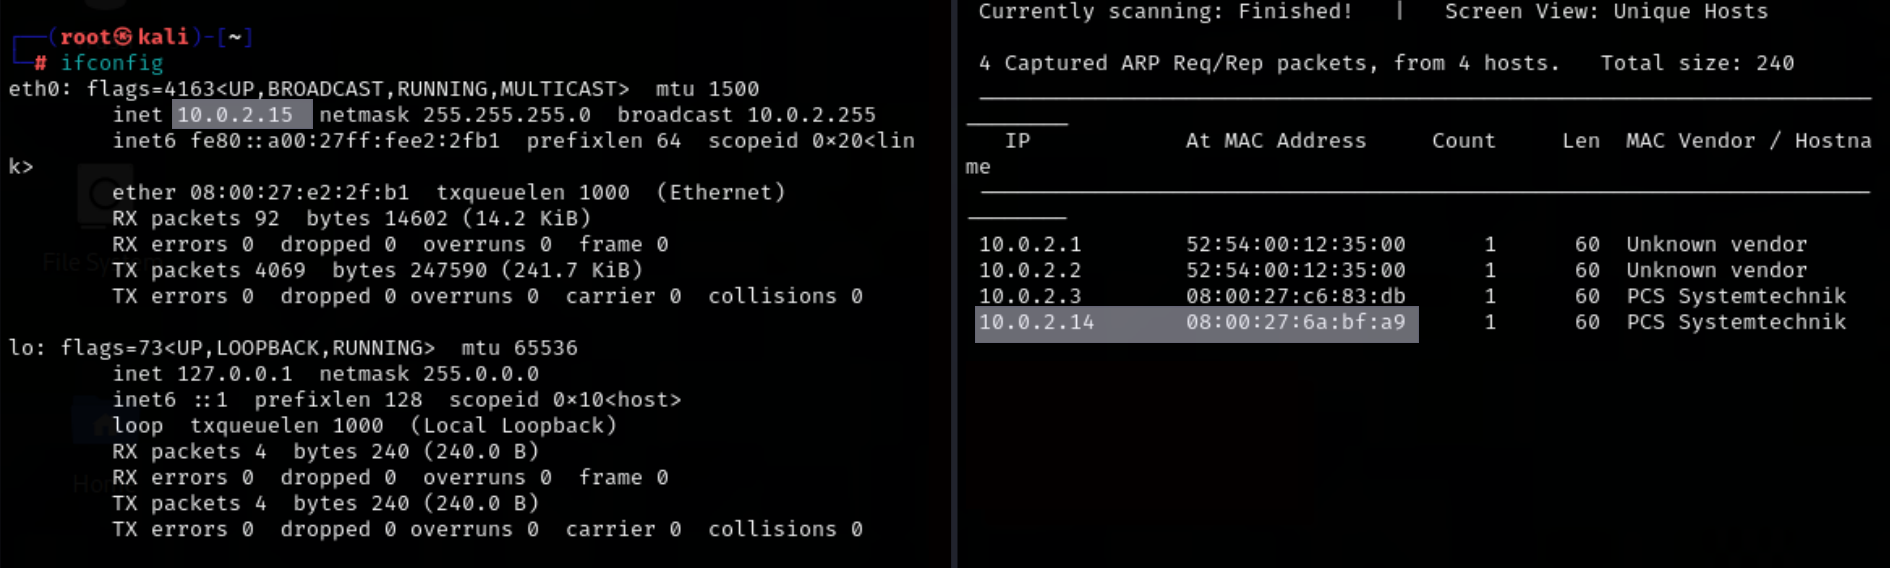 ┌──(root㉿kali)-[~]
└─# ifconfig
eth0: flags=4163<UP,BROADCAST,RUNNING,MULTICAST>  mtu 1500
        inet 10.0.2.15  netmask 255.255.255.0  broadcast 10.0.2.255
        inet6 fe80::a00:27ff:fee2:2fb1  prefixlen 64  scopeid 0×20<lin
k>
        ether 08:00:27:e2:2f:b1  txqueuelen 1000  (Ethernet)
        RX packets 92  bytes 14602 (14.2 KiB)
        RX errors 0  dropped 0  overruns 0  frame 0
        TX packets 4069  bytes 247590 (241.7 KiB)
        TX errors 0  dropped 0 overruns 0  carrier 0  collisions 0
lo: flags=73<UP,LOOPBACK,RUNNING>  mtu 65536
        inet 127.0.0.1  netmask 255.0.0.0
        inet6 ::1  prefixlen 128  scopeid 0×10<host>
        loop  txqueuelen 1000  (Local Loopback)
        RX packets 4  bytes 240 (240.0 B)
        RX errors 0  dropped 0  overruns 0  frame 0
        TX packets 4  bytes 240 (240.0 B)
        TX errors 0  dropped 0 overruns 0  carrier 0  collisions 0
Currently scanning: Finished!   |   Screen View: Unique Hosts
4 Captured ARP Req/Rep packets, from 4 hosts.   Total size: 240
IP            At MAC Address     Count     Len  MAC Vendor / Hostna
me
10.0.2.1        52:54:00:12:35:00      1      60  Unknown vendor
10.0.2.2        52:54:00:12:35:00      1      60  Unknown vendor
10.0.2.3        08:00:27:c6:83:db      1      60  PCS Systemtechnik
10.0.2.14       08:00:27:6a:bf:a9      1      60  PCS Systemtechnik